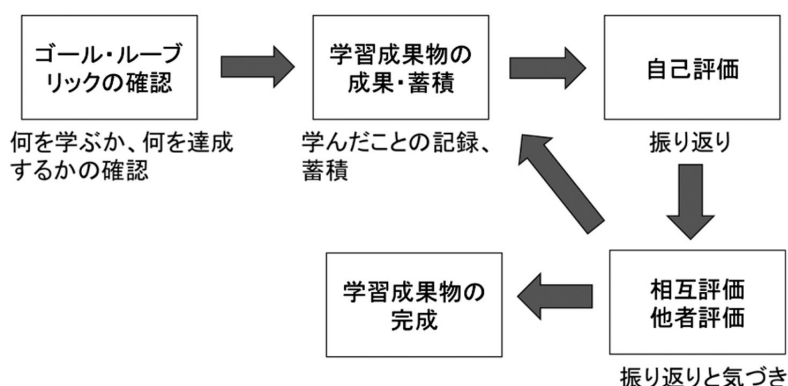 ゴール・ルーブ
リックの確認
何を学ぶか、何を達成
するかの確認
学習成果物の
成果・蓄積
学んだことの記録、
蓄積
自己評価
振り返り
相互評価
他者評価
振り返りと気づき
学習成果物の
完成